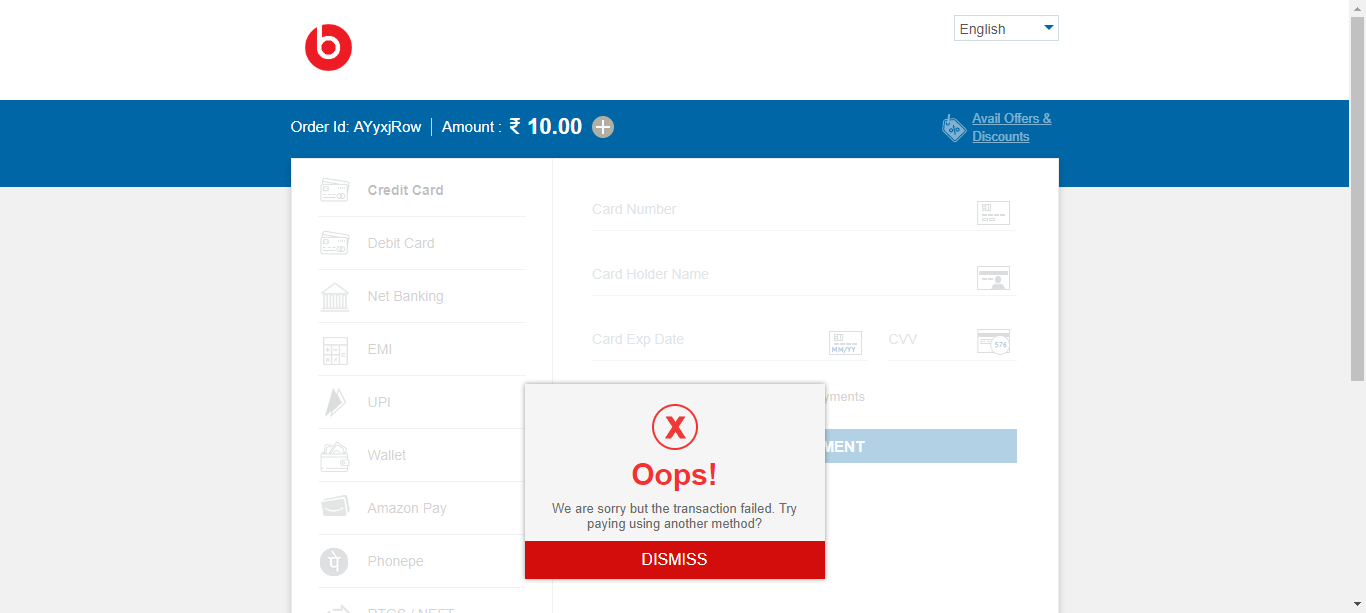 English
Order Id: AYyxjRow
Amount : ₹ 10.00
Avail Offers &
Discounts
Credit Card
Debit Card
Net Banking
EMI
UPI
Wallet
Amazon Pay
Phonepe
RTGS / NEFT
Card Number
Card Holder Name
Card Exp Date
MM/YY
CVV
576
yments
MENT
X
Oops!
We are sorry but the transaction failed. Try
paying using another method?
DISMISS